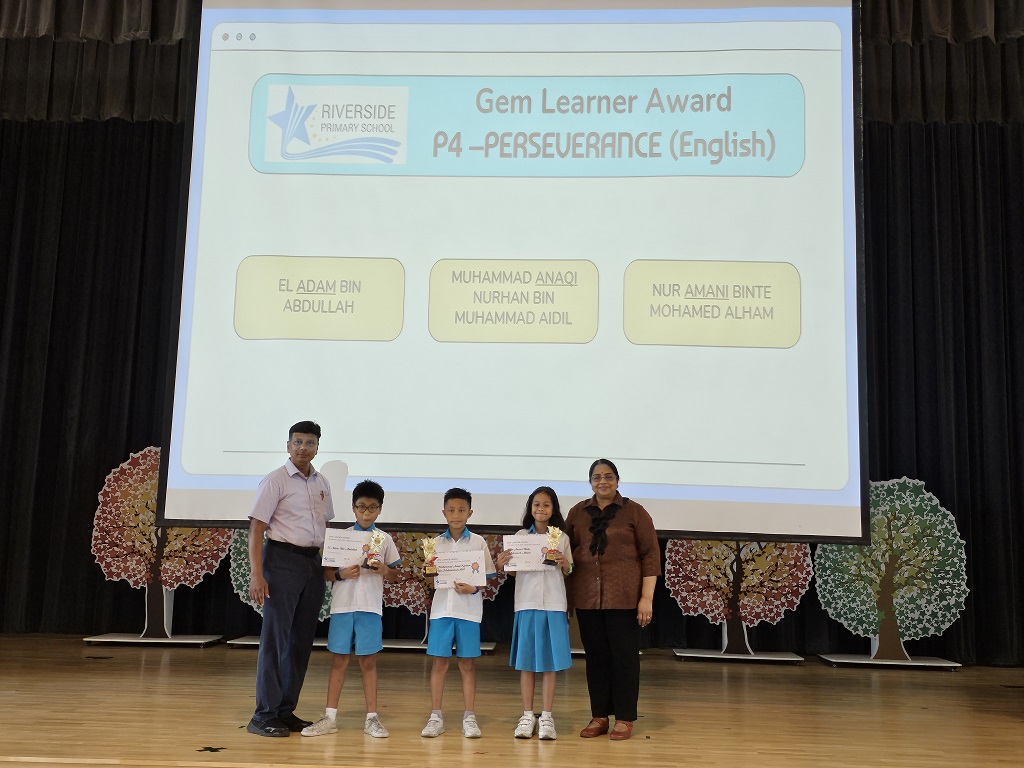 RIVERSIDE
PRIMARY SCHOOL
Gem Learner Award
P4 –PERSEVERANCE (English)
EL ADAM BIN
ABDULLAH
MUHAMMAD ANAQI
NURHAN BIN
MUHAMMAD AIDIL
NUR AMANI BINTE
MOHAMED ALHAM